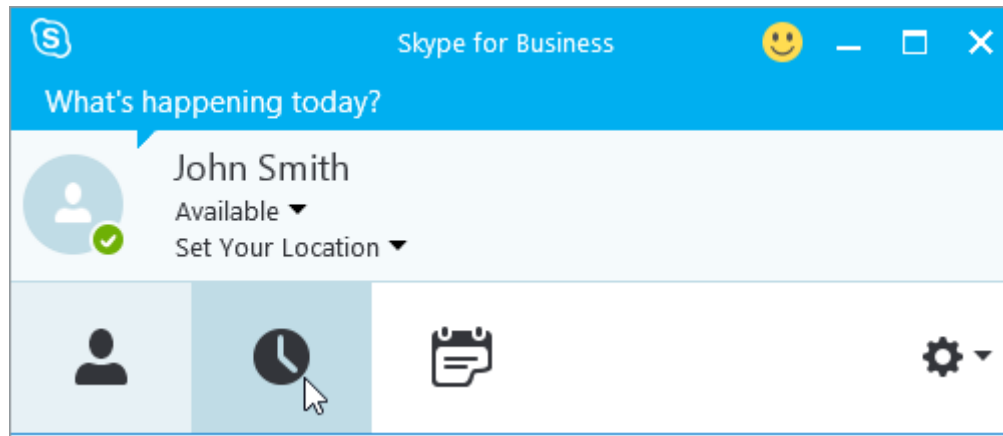 Skype for Business
What's happening today?
John Smith
Available
Set Your Location